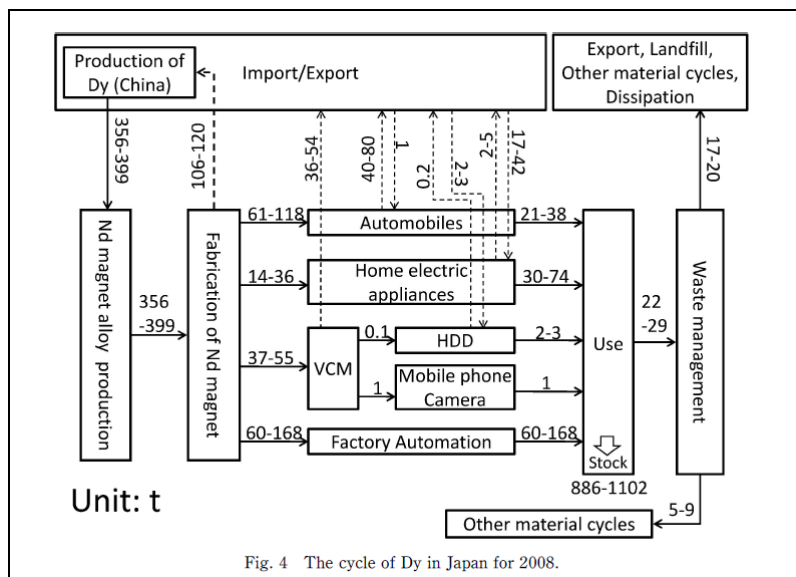 Production of
Dy (China)
Import/Export
Export, Landfill,
Other material cycles,
Dissipation
356-399
106-120
36-54
40-80
1
0.2
2-3
2-5
17-42
17-20
Nd magnet alloy production
356
-399
Fabrication of Nd magnet
61-118
Automobiles
21-38
14-36
Home electric
appliances
30-74
37-55
VCM
0.1
HDD
2-3
1
Mobile phone
Camera
1
60-168
Factory Automation
60-168
Use
Stock
886-1102
22
-29
Waste management
5-9
Other material cycles
Unit: t
Fig. 4 The cycle of Dy in Japan for 2008.